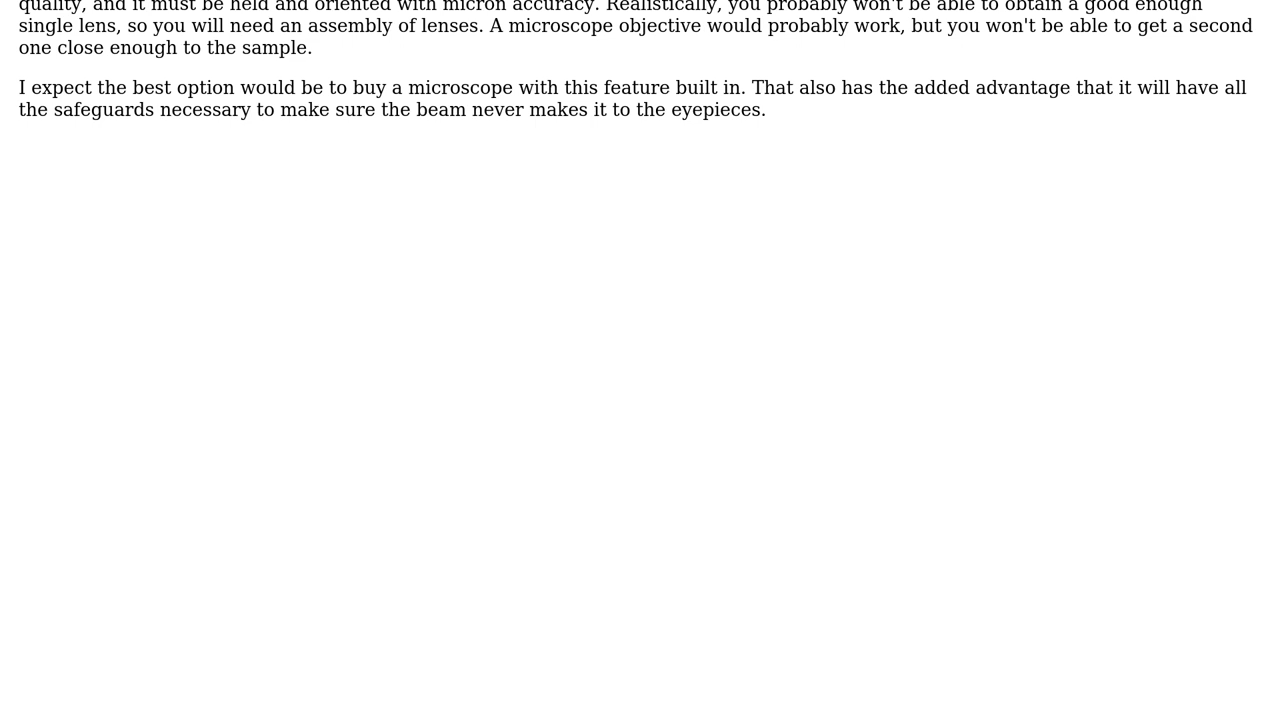 quality, and it must be held and oriented with micron accuracy. Realistically, you probably won't be able to obtain a good enough
single lens, so you will need an assembly of lenses. A microscope objective would probably work, but you won't be able to get a second
one close enough to the sample.
I expect the best option would be to buy a microscope with this feature built in. That also has the added advantage that it will have all
the safeguards necessary to make sure the beam never makes it to the eyepieces.